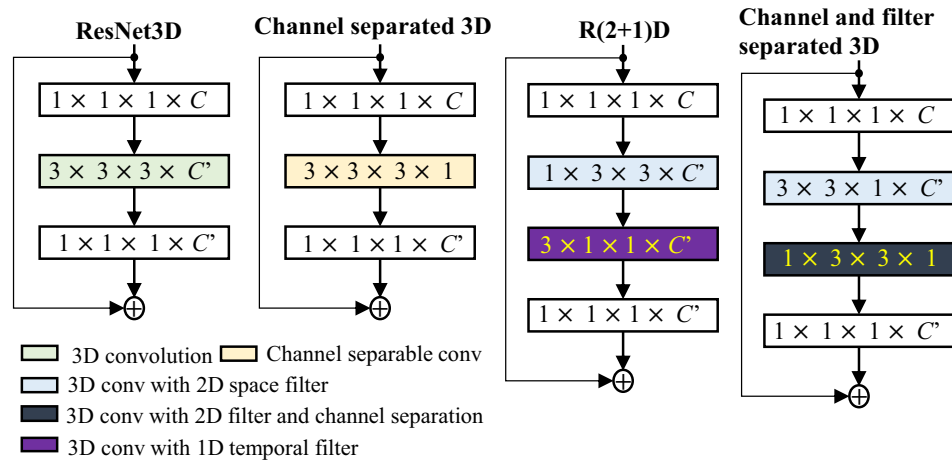 ResNet3D
1 × 1 × 1 × C
3 × 3 × 3 × C’
1 × 1 × 1 × C’
Channel separated 3D
1 × 1 × 1 × C
3 × 3 × 3 × 1
1 × 1 × 1 × C’
R(2+1)D
1 × 1 × 1 × C
1 × 3 × 3 × C’
3 × 1 × 1 × C’
1 × 1 × 1 × C’
Channel and filter
separated 3D
1 × 1 × 1 × C
3 × 3 × 1 × C’
1 × 3 × 3 × 1
1 × 1 × 1 × C’
3D convolution
Channel separable conv
3D conv with 2D space filter
3D conv with 2D filter and channel separation
3D conv with 1D temporal filter